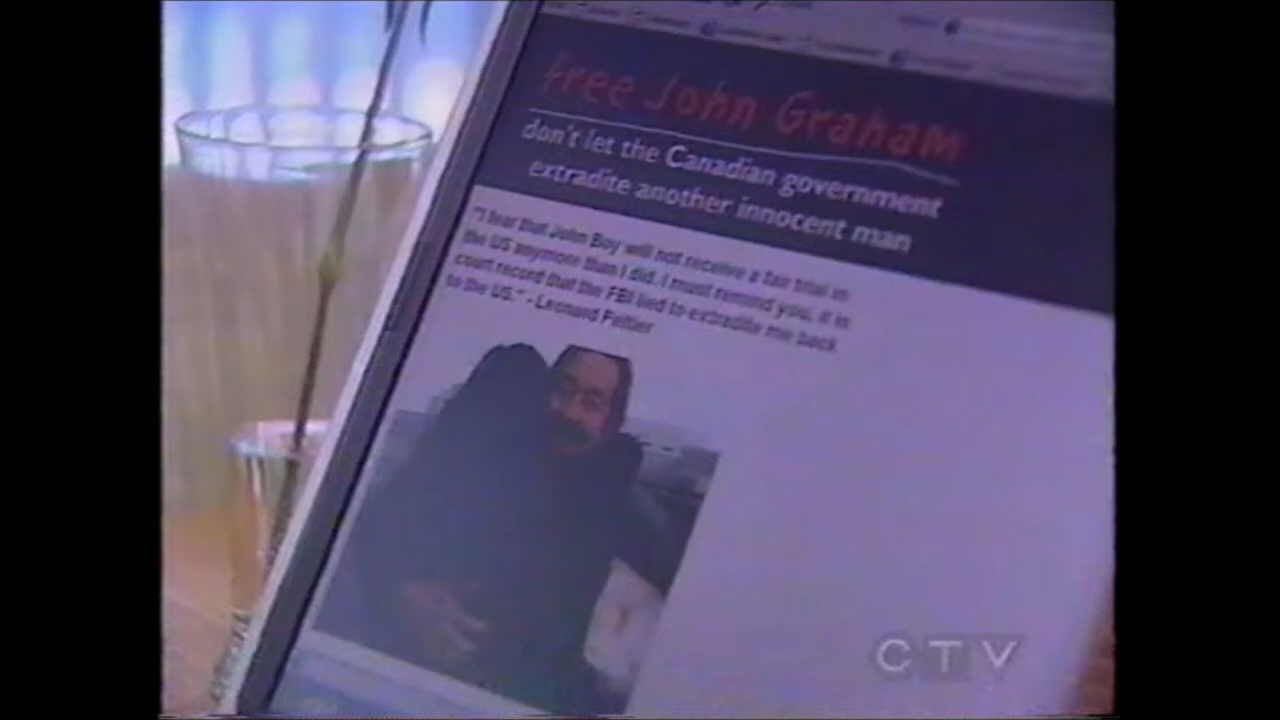 Free John Graham
don't let the Canadian government
extradite another innocent man
"I fear that John Boy will not receive a fair trial in
the US anymore than I did. I must remind you, it is
court record that the FBI lied to extradite me back
to the US." - Leonard Peltier
CTV